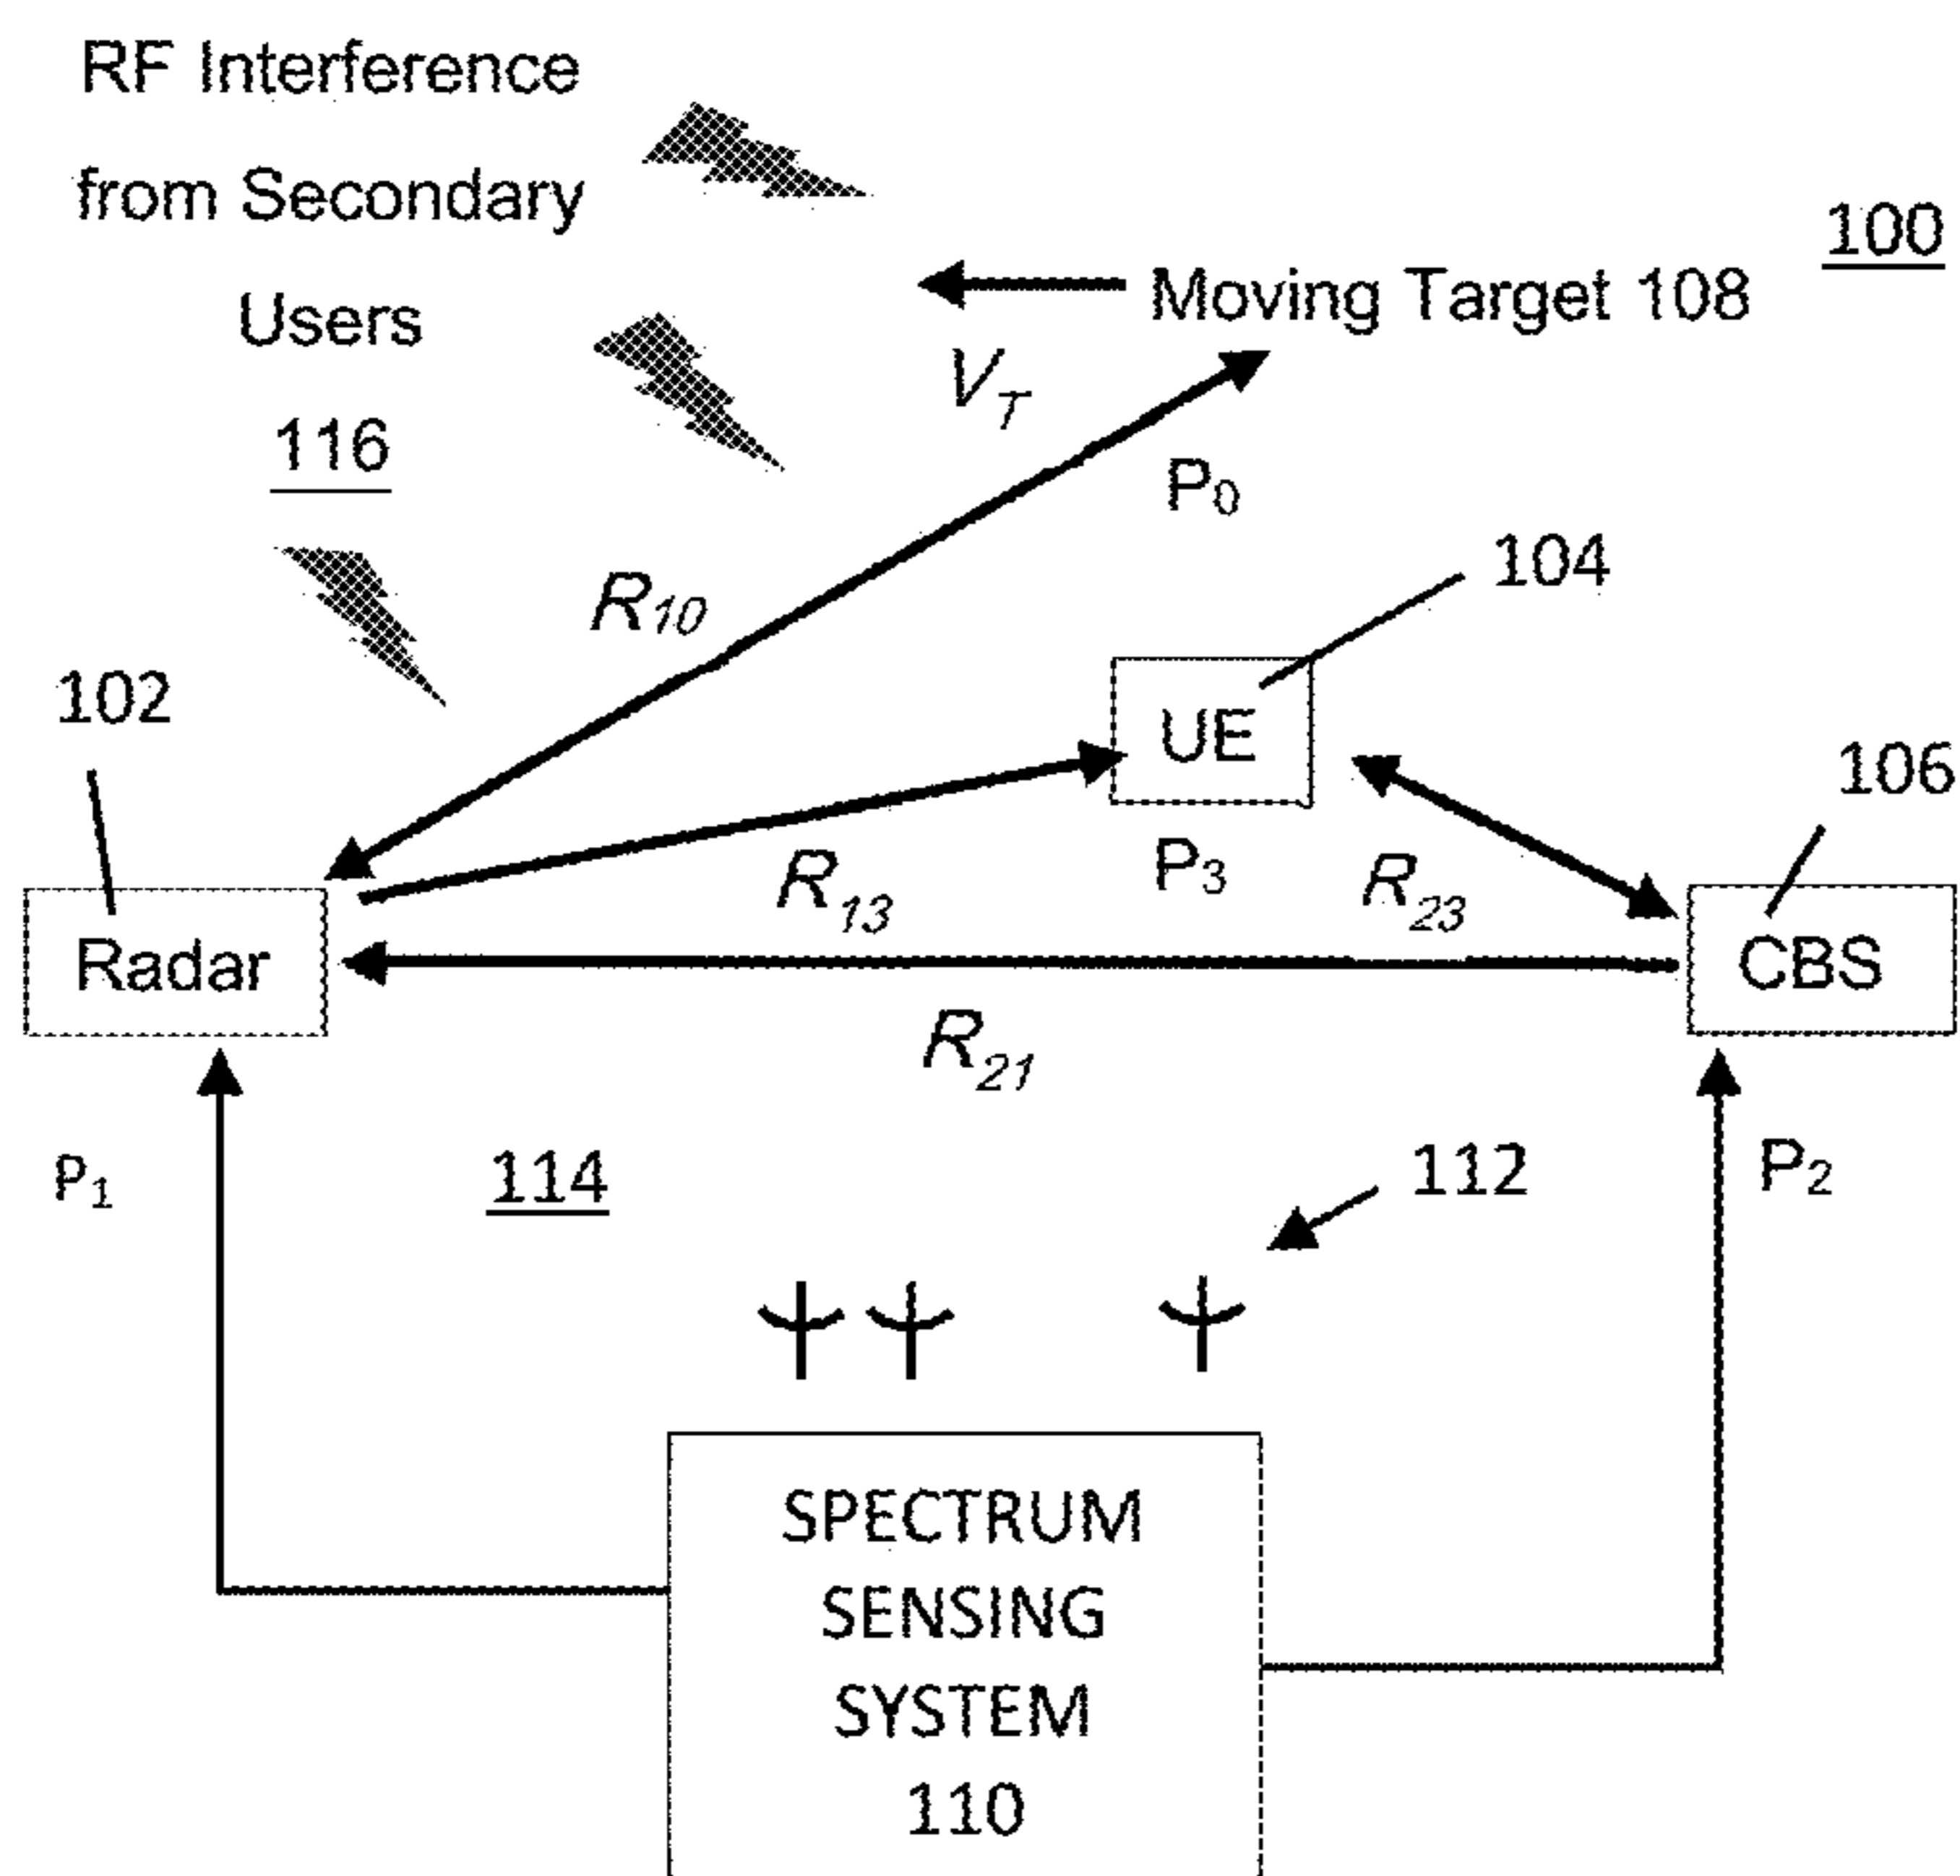 RF Interference
from Secondary
Users
116
100
Moving Target 108
V_T
P₀
R₁₀
104
102
UE
106
R₁₃
P₃
R₂₃
Radar
CBS
R₂₁
P₁
114
112
P₂
SPECTRUM
SENSING
SYSTEM
110